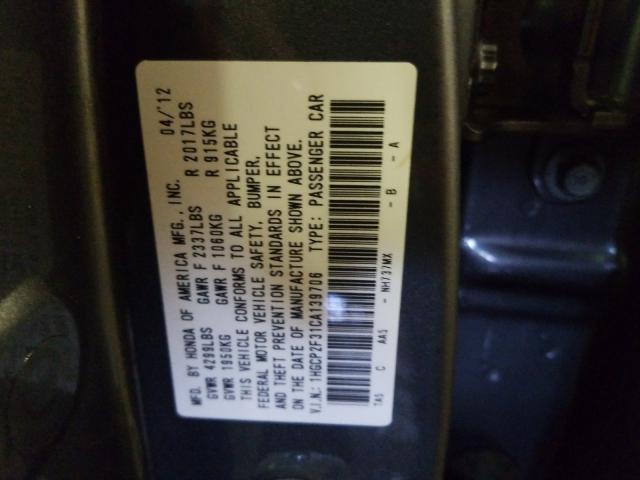 MFD. BY HONDA OF AMERICA MFG., INC. 04/'12
GVWR 4299LBS GAWR F 2337LBS R 2017LBS
GVWR 1950KG GAWR F 1060KG R 915KG
THIS VEHICLE CONFORMS TO ALL APPLICABLE
FEDERAL MOTOR VEHICLE SAFETY, BUMPER,
AND THEFT PREVENTION STANDARDS IN EFFECT
ON THE DATE OF MANUFACTURE SHOWN ABOVE.
V.I.N.: 1HGCP2F31CA139706 TYPE: PASSENGER CAR
TA5 C AA5 - NH737MX - B - A